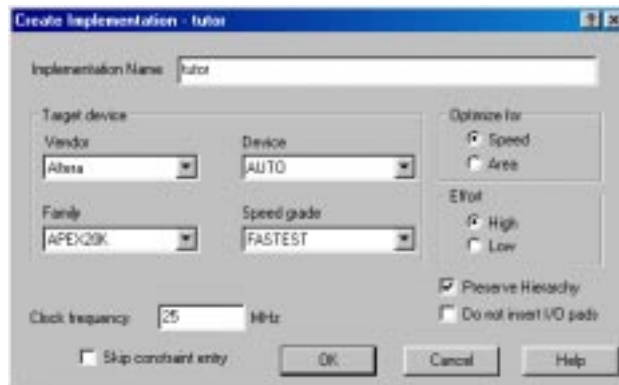 Create Implementation - tutor
Implementation Name tutor
Target device
Vendor
Altera
Device
AUTO
Family
APEX20K
Speed grade
FASTEST
Optimize for
Speed
Area
Effort
High
Low
Preserve Hierarchy
Do not insert I/O pads
Clock frequency 25 MHz
Skip constraint entry
OK Cancel Help